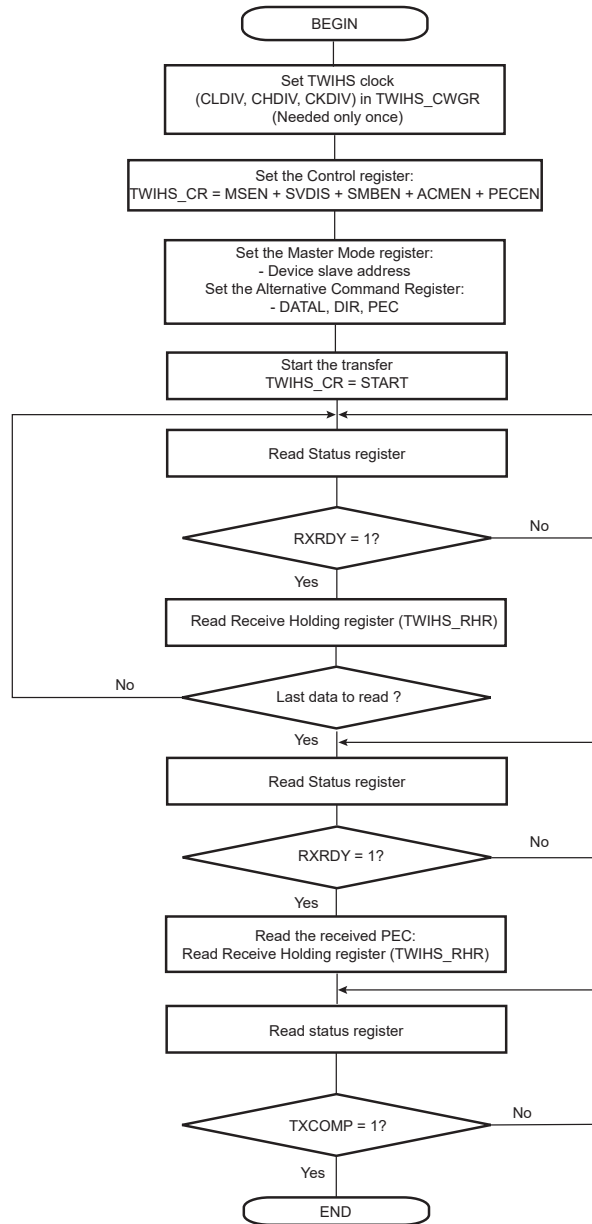 BEGIN
Set TWIHS clock
(CLDIV, CHDIV, CKDIV) in TWIHS_CWGR
(Needed only once)
Set the Control register:
TWIHS_CR = MSEN + SVDIS + SMBEN + ACMEN + PECEN
Set the Master Mode register:
- Device slave address
Set the Alternative Command Register:
- DATAL, DIR, PEC
Start the transfer
TWIHS_CR = START
Read Status register
RXRDY = 1?
No
Yes
Read Receive Holding register (TWIHS_RHR)
No
Last data to read ?
Yes
Read Status register
RXRDY = 1?
No
Yes
Read the received PEC:
Read Receive Holding register (TWIHS_RHR)
Read status register
TXCOMP = 1?
No
Yes
END